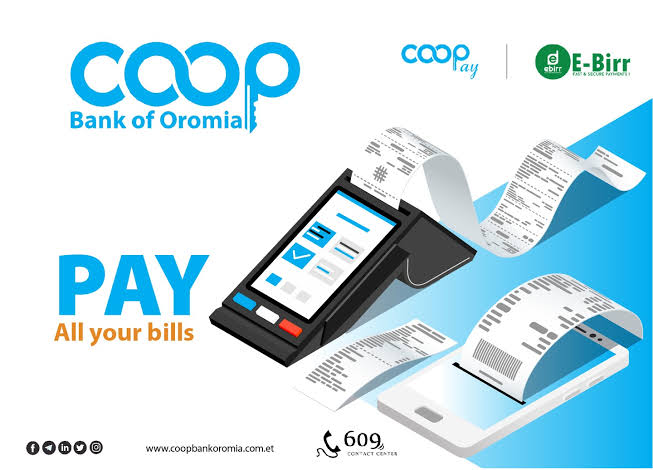 COOP
Bank of Oromia
COOP Pay
ebirr
E-Birr
FAST & SECURE PAYMENTS !
PAY
All your bills
www.coopbankoromia.com.et
609
CONTACT CENTER